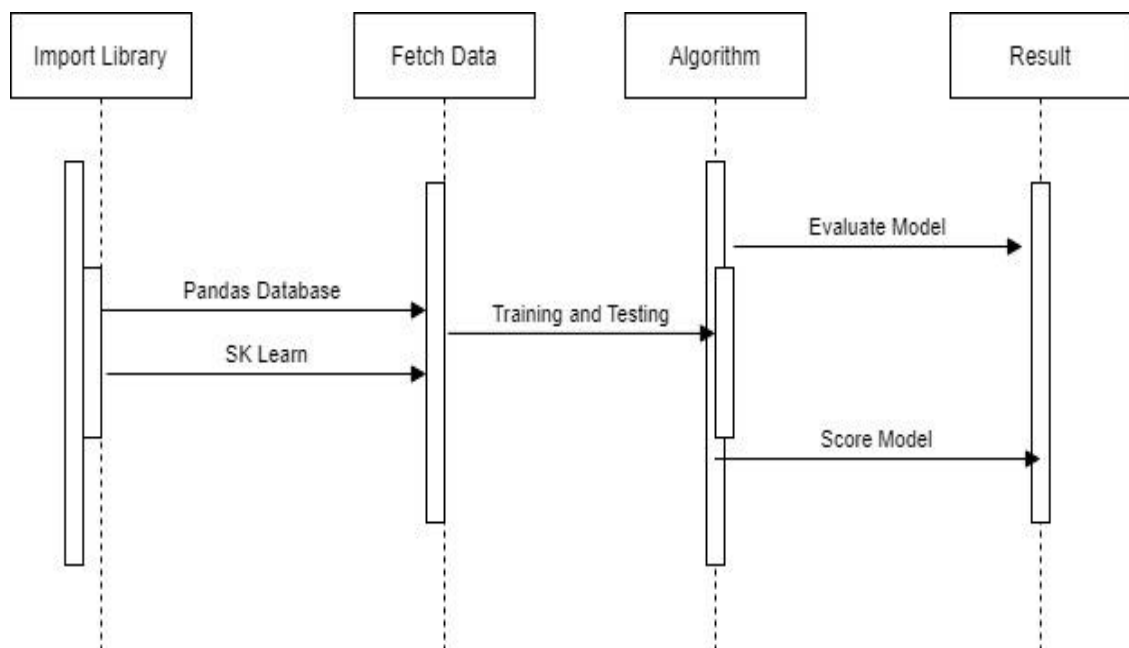 Import Library
Fetch Data
Algorithm
Result
Evaluate Model
Pandas Database
Training and Testing
SK Learn
Score Model